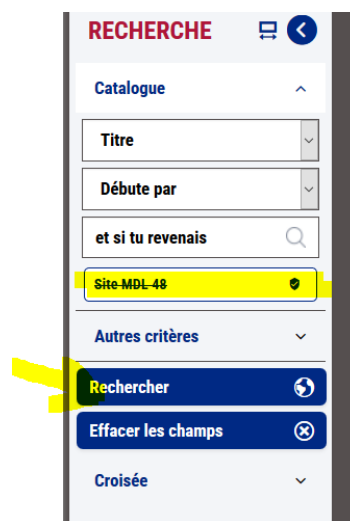 RECHERCHE
Catalogue
Titre
Débute par
et si tu revenais
Site MDL 48
Autres critères
Rechercher
Effacer les champs
Croisée